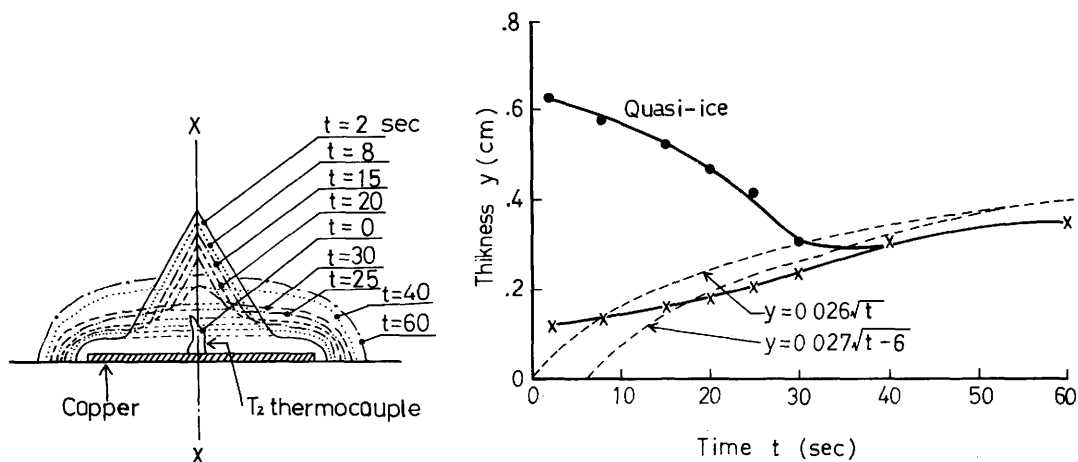 X
t = 2 sec
t = 8
t = 15
t = 20
t = 0
t = 30
t = 25
t=40
t=60
Copper
T₂ thermocouple
X
.8
.6
.4
.2
0
Thikness y (cm)
Quasi-ice
y=0 026√t
y=0 027√t-6
0 10 20 30 40 50 60
Time t (sec)